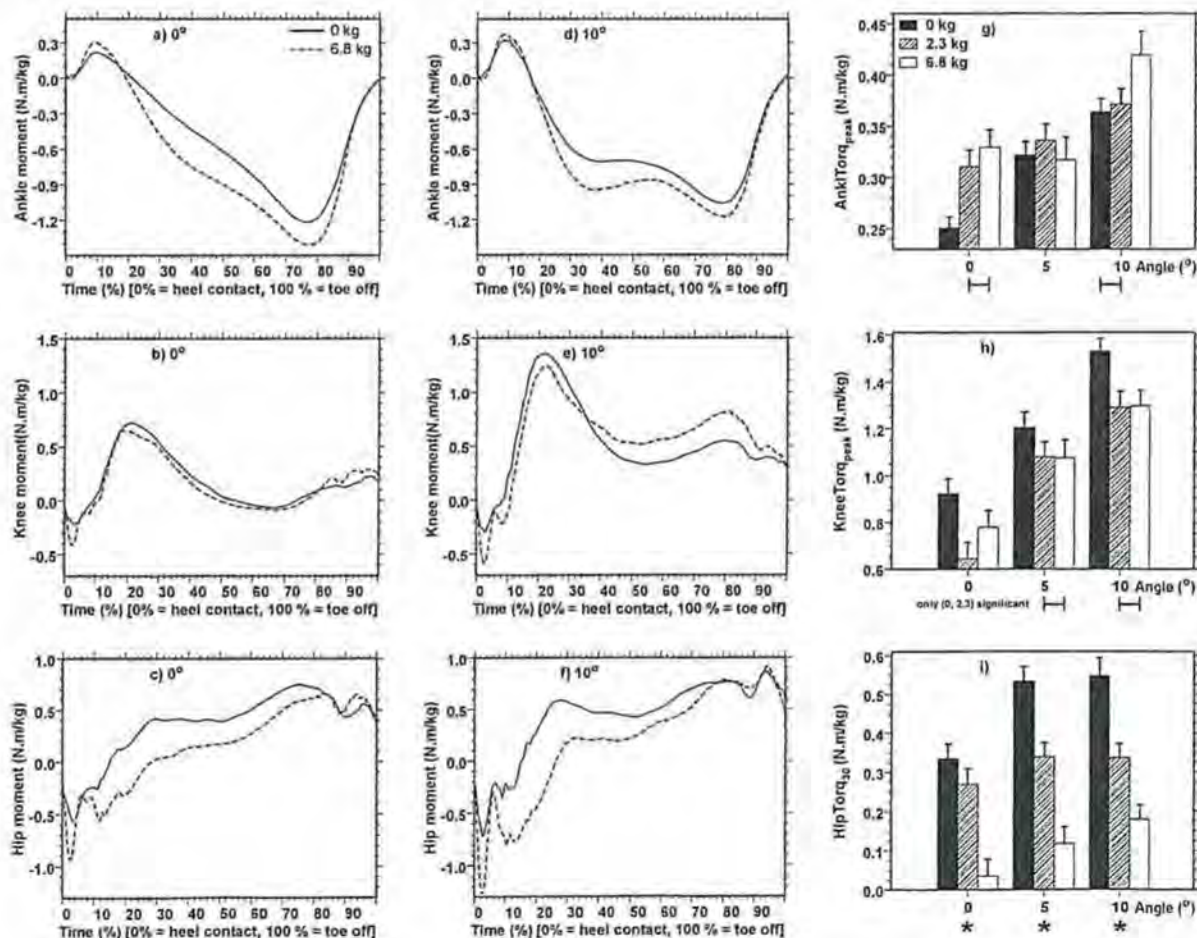 a) 0°
0 kg
6.8 kg
Ankle moment (N.m/kg)
0.3
0.0
-0.3
-0.6
-0.9
-1.2
0 10 20 30 40 50 60 70 80 90
Time (%) [0% = heel contact, 100 % = toe off]
d) 10°
Ankle moment (N.m/kg)
0.3
0.0
-0.3
-0.6
-0.9
-1.2
0 10 20 30 40 50 60 70 80 90
Time (%) [0% = heel contact, 100 % = toe off]
g)
0 kg
2.3 kg
6.8 kg
AnklTorq peak (N.m/kg)
0.45
0.40
0.35
0.30
0.25
0 5 10 Angle (°)
b) 0°
Knee moment(N.m/kg)
1.5
1.0
0.5
0.0
-0.5
0 10 20 30 40 50 60 70 80 90
Time (%) [0% = heel contact, 100 % = toe off]
e) 10°
Knee moment(N.m/kg)
1.5
1.0
0.5
0.0
-0.5
0 10 20 30 40 50 60 70 80 90
Time (%) [0% = heel contact, 100 % = toe off]
h)
KneeTorq peak (N.m/kg)
1.6
1.4
1.2
1.0
0.8
0.6
0 5 10 Angle (°)
only (0, 2.3) significant
c) 0°
Hip moment (N.m/kg)
1.0
0.5
0.0
-0.5
-1.0
0 10 20 30 40 50 60 70 80 90
Time (%) [0% = heel contact, 100 % = toe off]
f) 10°
Hip moment (N.m/kg)
1.0
0.5
0.0
-0.5
-1.0
0 10 20 30 40 50 60 70 80 90
Time (%) [0% = heel contact, 100 % = toe off]
i)
HipTorq 30 (N.m/kg)
0.6
0.5
0.4
0.3
0.2
0.1
0.0
0 5 10 Angle (°)
* * *